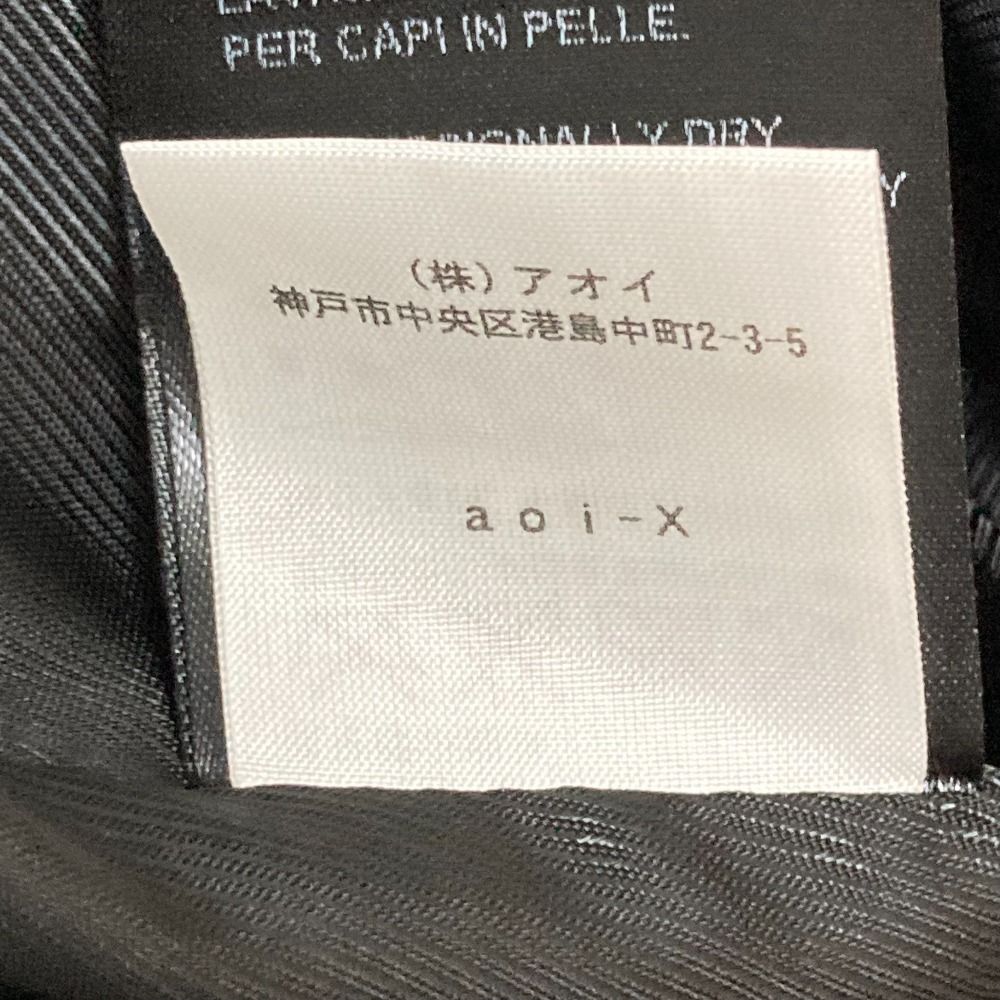 PER CAPI IN PELLE.
DRY
Y
(株)アオイ
神戸市中央区港島中町2-3-5
aoi-X